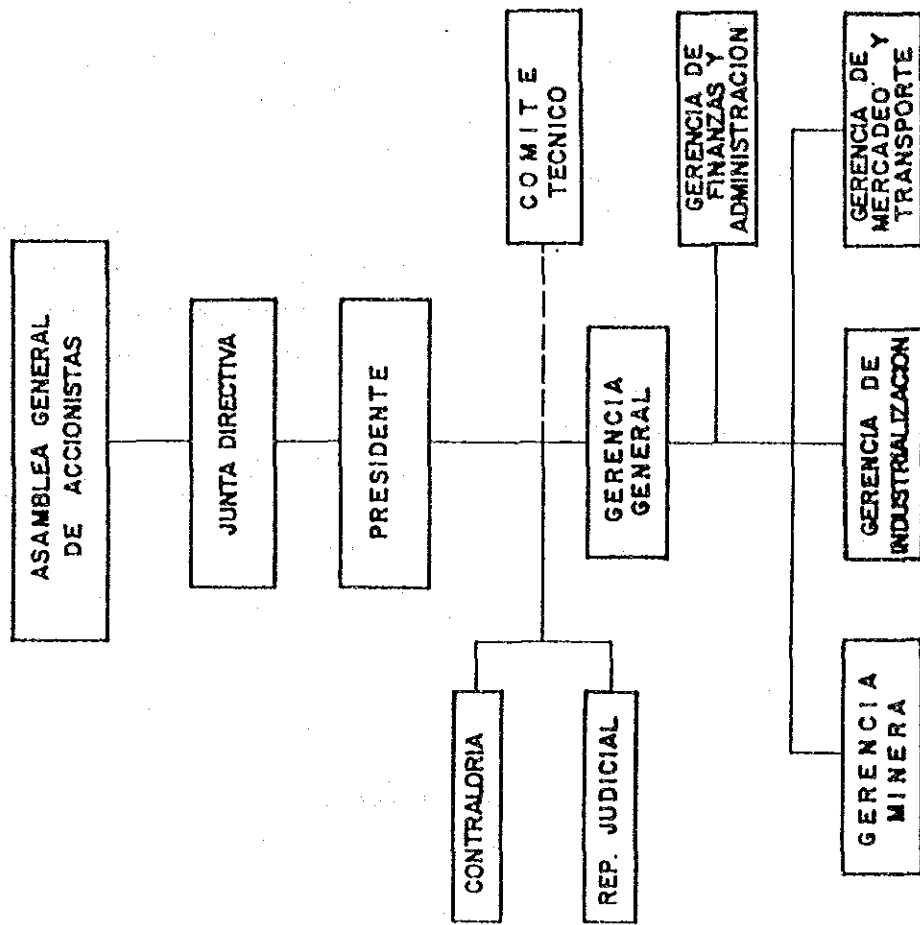 ASAMBLEA GENERAL
DE ACCIONISTAS
JUNTA DIRECTIVA
PRESIDENTE
CONTRALORIA
REP. JUDICIAL
COMITE
TECNICO
GERENCIA
GENERAL
GERENCIA DE
FINANZAS Y
ADMINISTRACION
GERENCIA
MINERA
GERENCIA DE
INDUSTRIALIZACION
GERENCIA DE
MERCADEO Y
TRANSPORTE